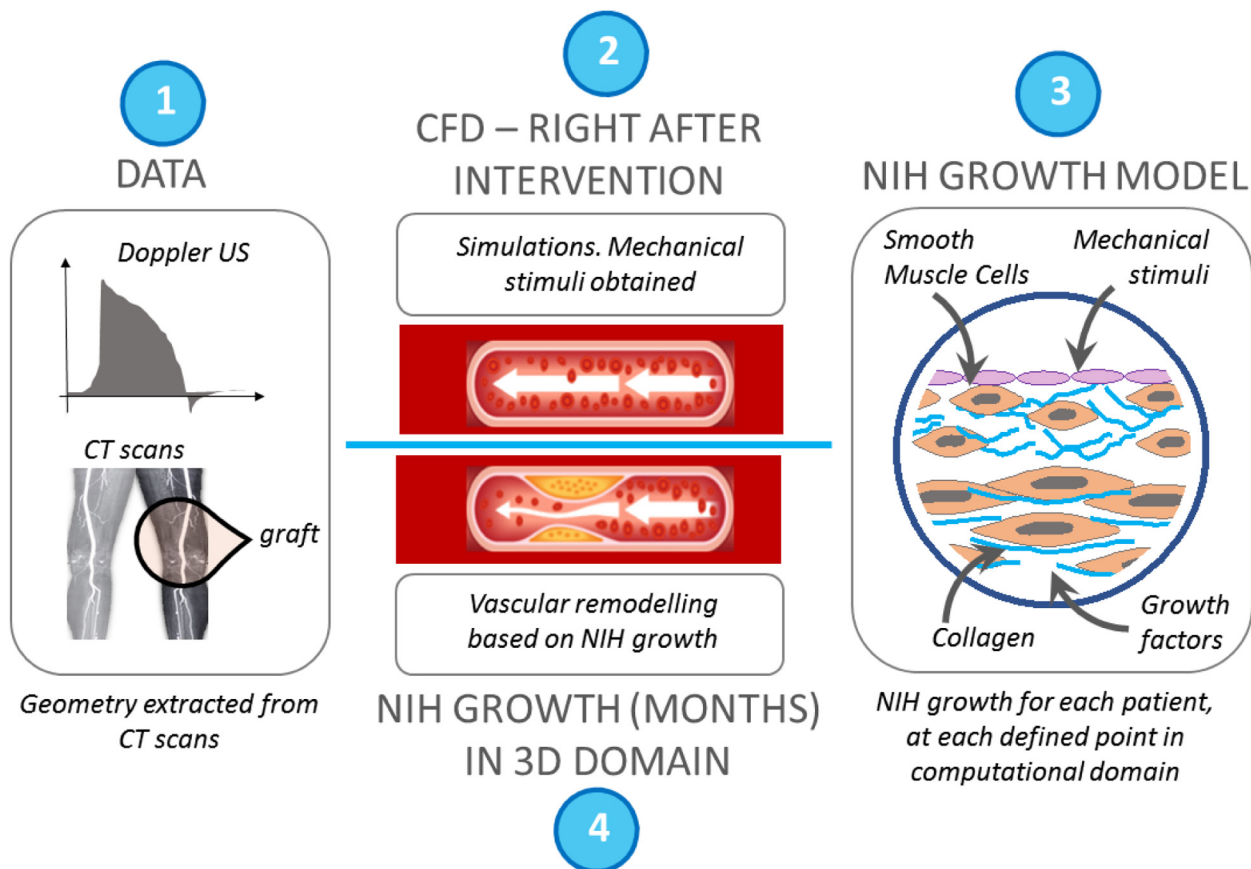 1
DATA
Doppler US
CT scans
graft
Geometry extracted from
CT scans
2
CFD – RIGHT AFTER
INTERVENTION
Simulations. Mechanical
stimuli obtained
Vascular remodelling
based on NIH growth
NIH GROWTH (MONTHS)
IN 3D DOMAIN
4
3
NIH GROWTH MODEL
Smooth
Muscle Cells
Mechanical
stimuli
Collagen
Growth
factors
NIH growth for each patient,
at each defined point in
computational domain